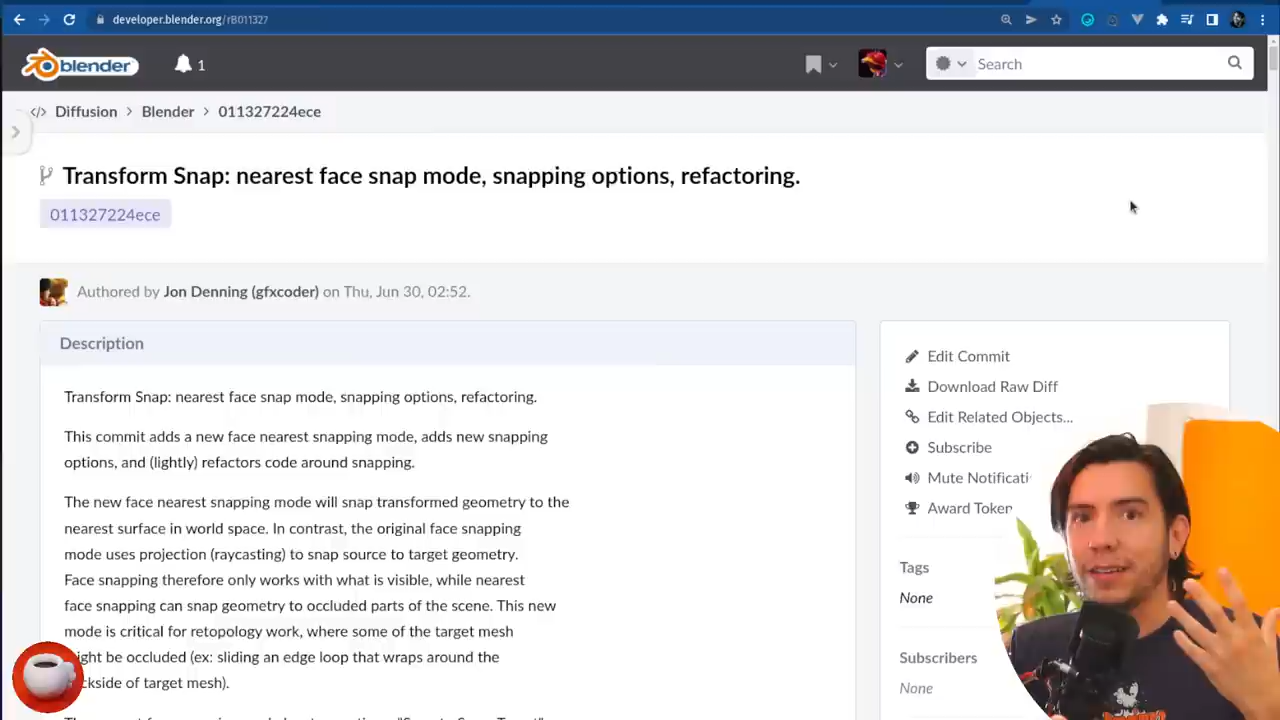 developer.blender.org/rB011327
blender
1
Search
Diffusion > Blender > 011327224ece
Transform Snap: nearest face snap mode, snapping options, refactoring.
011327224ece
Authored by Jon Denning (gfxcoder) on Thu, Jun 30, 02:52.
Description
Transform Snap: nearest face snap mode, snapping options, refactoring.
This commit adds a new face nearest snapping mode, adds new snapping
options, and (lightly) refactors code around snapping.
The new face nearest snapping mode will snap transformed geometry to the
nearest surface in world space. In contrast, the original face snapping
mode uses projection (raycasting) to snap source to target geometry.
Face snapping therefore only works with what is visible, while nearest
face snapping can snap geometry to occluded parts of the scene. This new
mode is critical for retopology work, where some of the target mesh
ight be occluded (ex: sliding an edge loop that wraps around the
ckside of target mesh).
Edit Commit
Download Raw Diff
Edit Related Objects...
Subscribe
Mute Notificati
Award Token
Tags
None
Subscribers
None